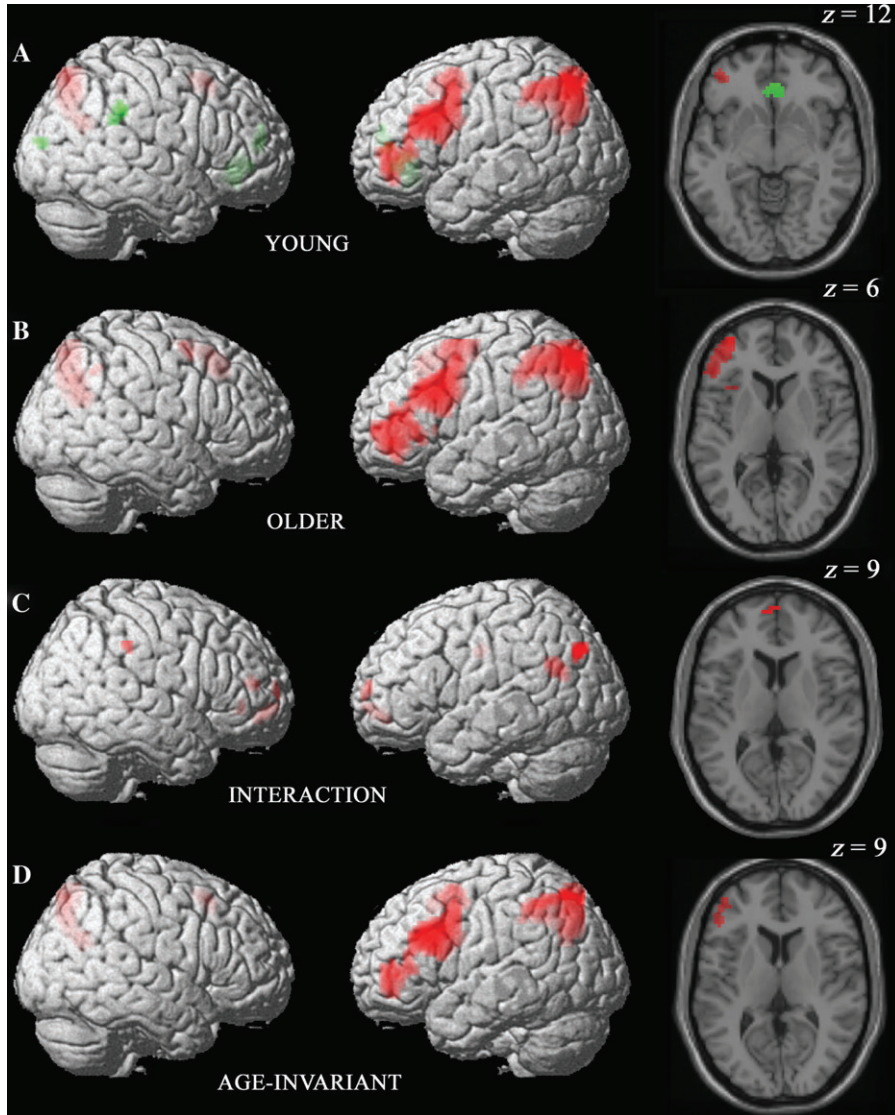 A
z = 12
YOUNG
B
z = 6
OLDER
C
z = 9
INTERACTION
D
z = 9
AGE-INVARIANT